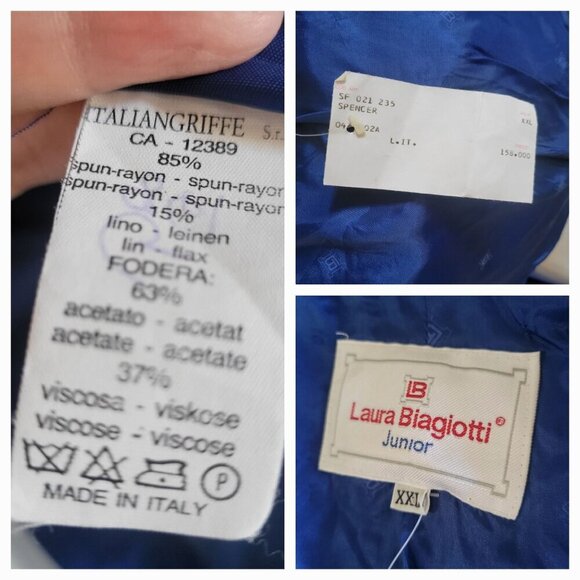 ITALIANGRIFFE S.r.
CA - 12389
85%
spun-rayon - spun-rayon
spun-rayon - spun-rayon
15%
lino - leinen
lin - flax
FODERA:
63%
acetato - acetat
acetate - acetate
37%
viscosa - viskose
viscose - viscose
P
MADE IN ITALY
SF 021 235
SPENCER
XXL
02A
L.IT.
158.000
LB
Laura Biagiotti®
Junior
XXL